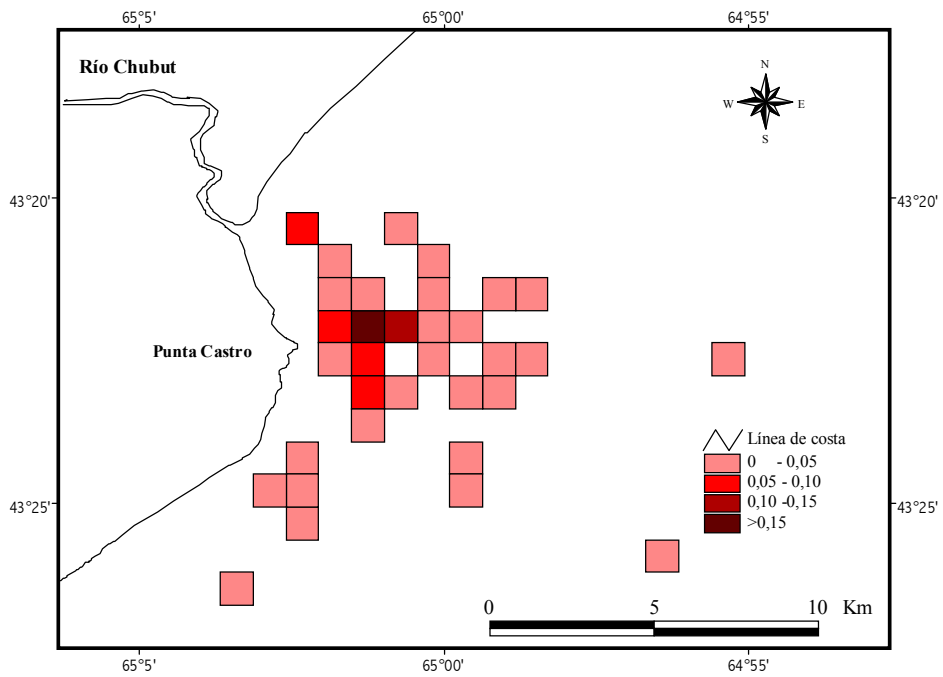 65°5' 65°00' 64°55'
Río Chubut
N
W E
S
43°20' 43°20'
Punta Castro
Línea de costa
0 - 0,05
0,05 - 0,10
0,10 -0,15
>0,15
43°25' 43°25'
0 5 10 Km
65°5' 65°00' 64°55'